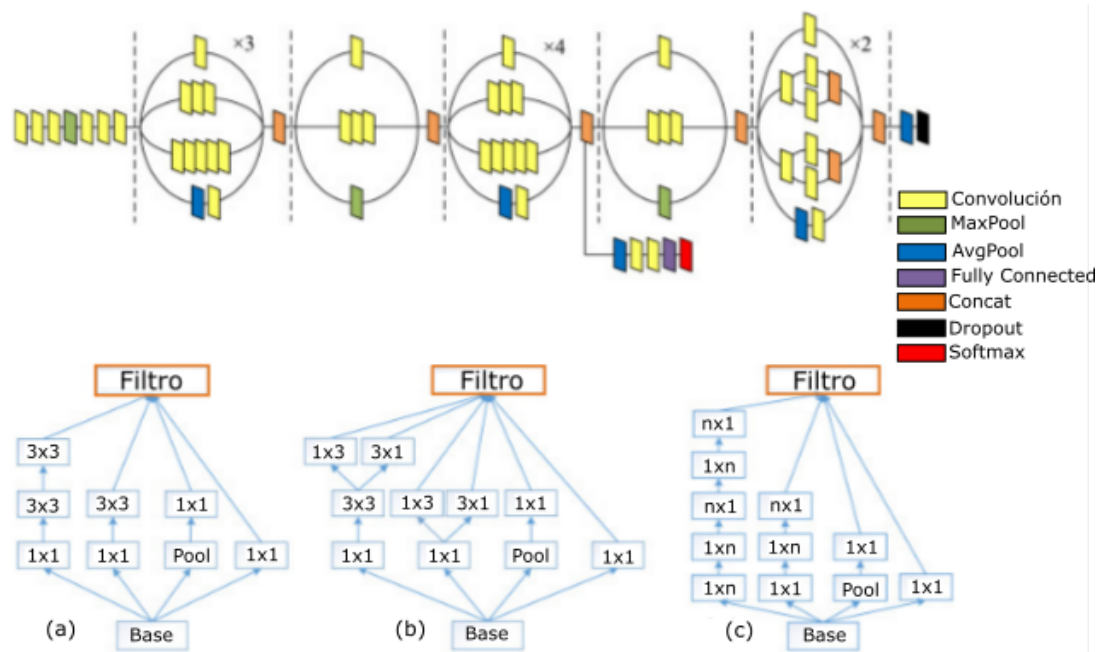 ×3
×4
×2
Convolución
MaxPool
AvgPool
Fully Connected
Concat
Dropout
Softmax
Filtro
3x3
3x3 3x3 1x1
1x1 1x1 Pool 1x1
(a) Base
Filtro
1x3 3x1
3x3 1x3 3x1 1x1
1x1 1x1 Pool 1x1
(b) Base
Filtro
nx1
1xn
nx1 nx1
1xn 1xn 1x1
1xn 1x1 Pool 1x1
(c) Base